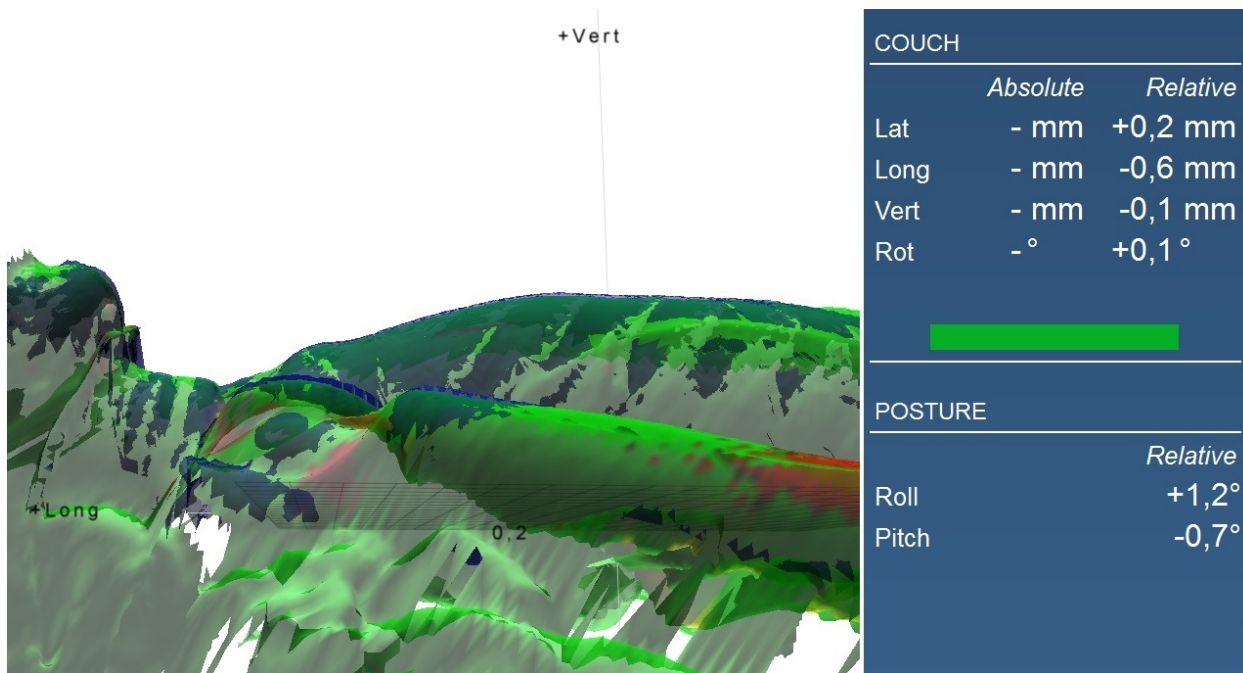 +Vert
+Long
0,2
COUCH
Absolute Relative
Lat - mm +0,2 mm
Long - mm -0,6 mm
Vert - mm -0,1 mm
Rot -° +0,1°
POSTURE
Relative
Roll +1,2°
Pitch -0,7°